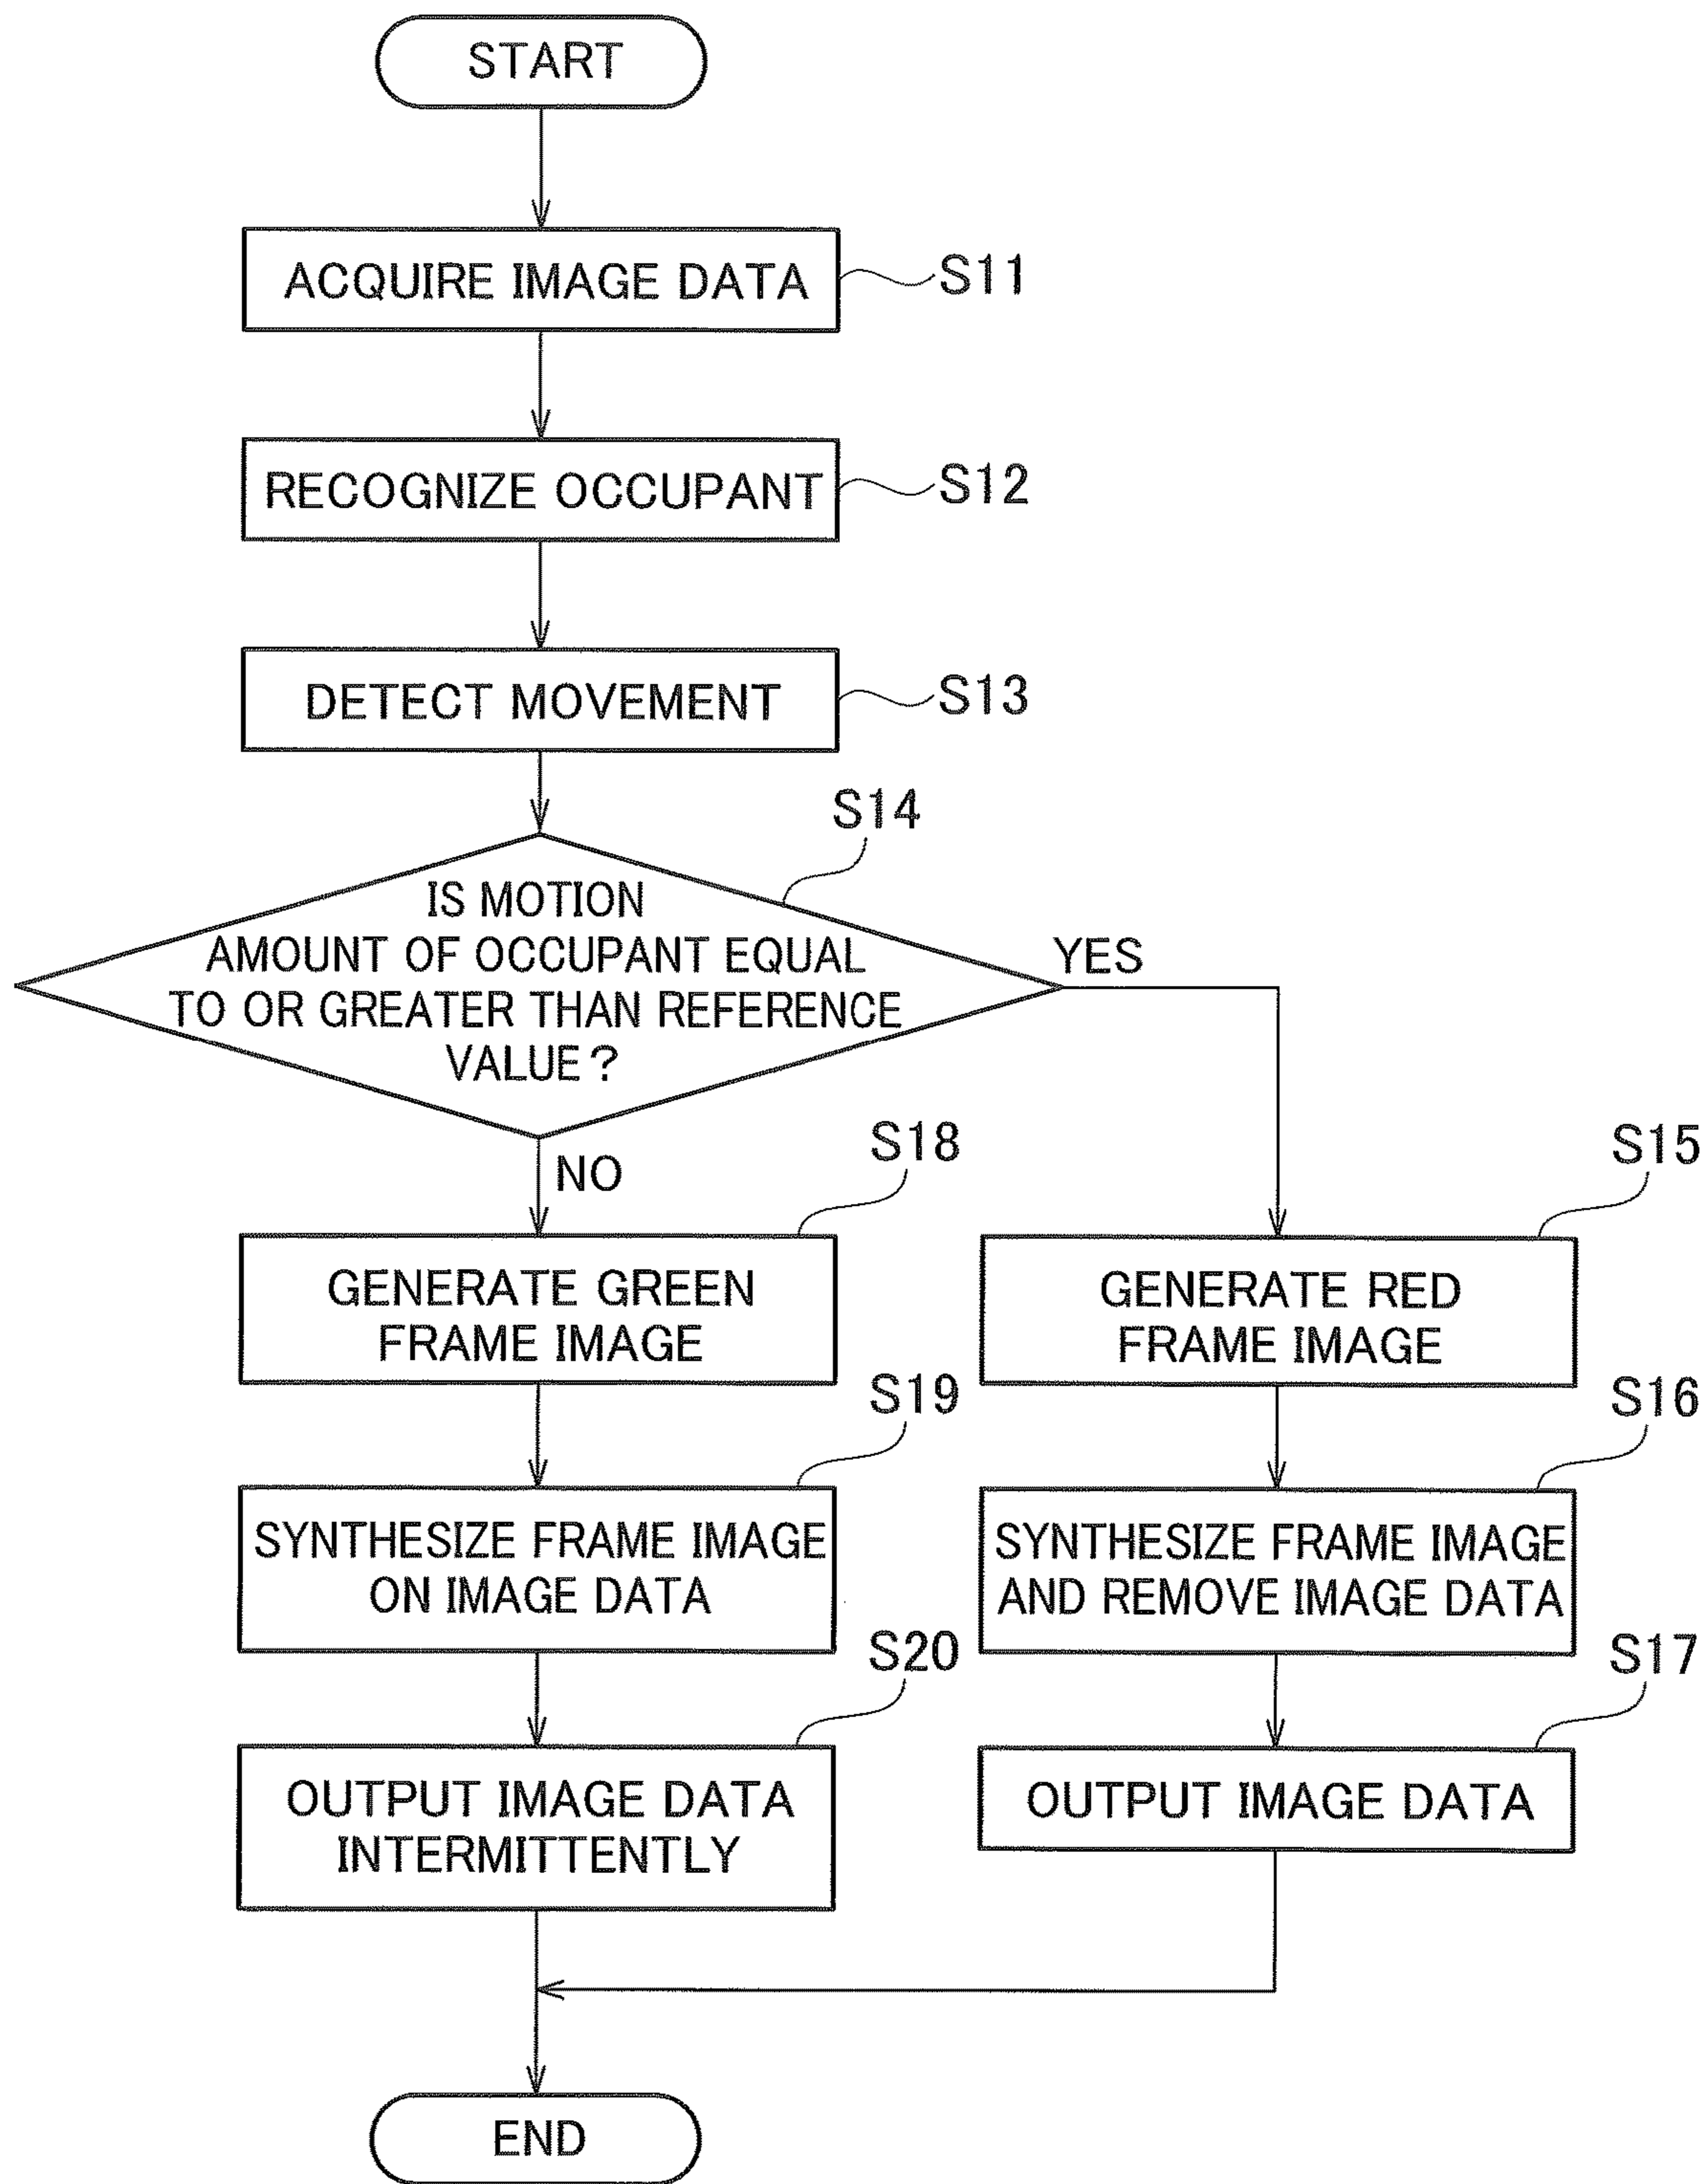 START
ACQUIRE IMAGE DATA
S11
RECOGNIZE OCCUPANT
S12
DETECT MOVEMENT
S13
S14
IS MOTION
AMOUNT OF OCCUPANT EQUAL
TO OR GREATER THAN REFERENCE
VALUE?
YES
NO
S18
GENERATE GREEN
FRAME IMAGE
S15
GENERATE RED
FRAME IMAGE
S19
SYNTHESIZE FRAME IMAGE
ON IMAGE DATA
S16
SYNTHESIZE FRAME IMAGE
AND REMOVE IMAGE DATA
S20
OUTPUT IMAGE DATA
INTERMITTENTLY
S17
OUTPUT IMAGE DATA
END